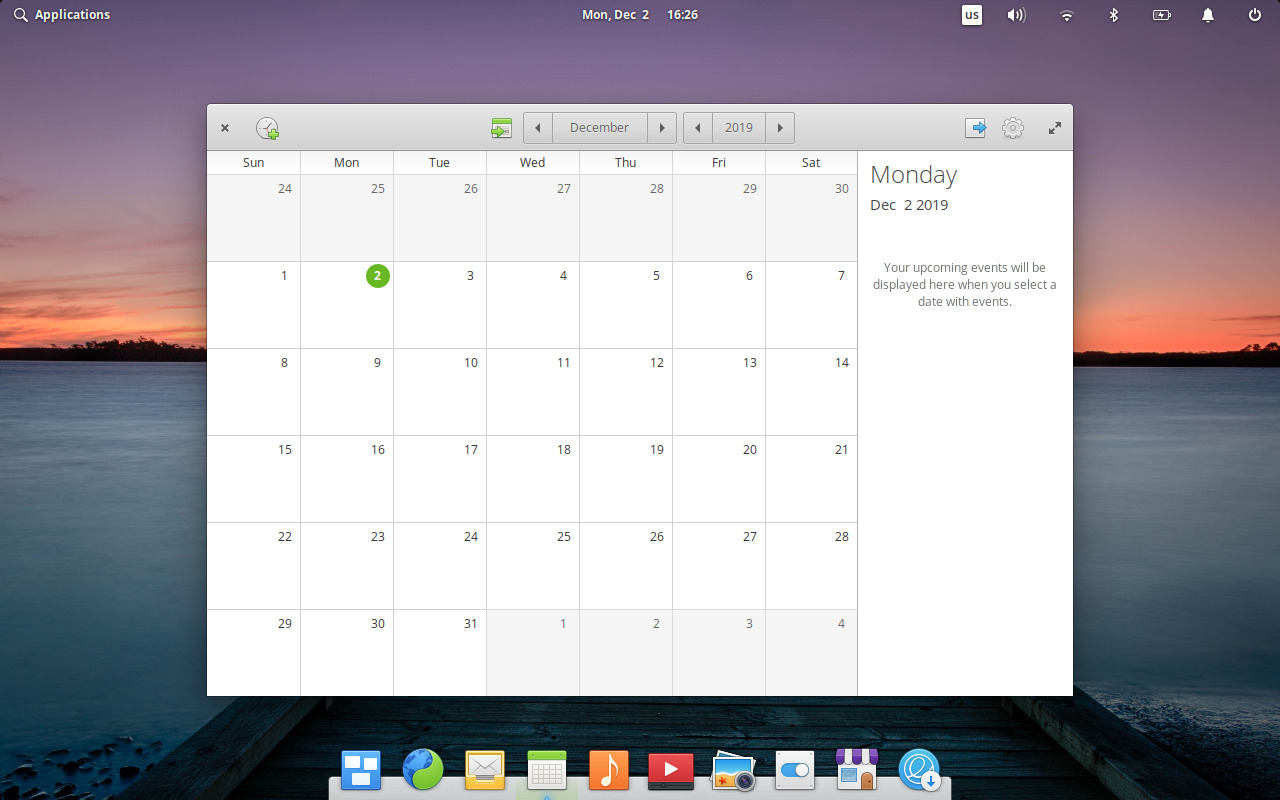 Applications
Mon, Dec  2
16:26
us
December
2019
Sun Mon Tue Wed Thu Fri Sat
24 25 26 27 28 29 30
1 2 3 4 5 6 7
8 9 10 11 12 13 14
15 16 17 18 19 20 21
22 23 24 25 26 27 28
29 30 31 1 2 3 4
Monday
Dec  2 2019
Your upcoming events will be
displayed here when you select a
date with events.